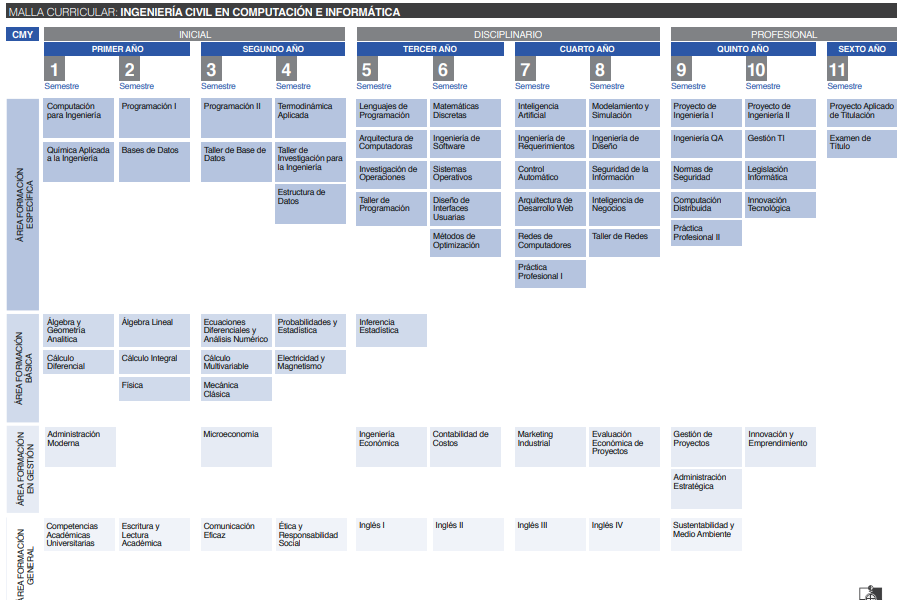 MALLA CURRICULAR: INGENIERÍA CIVIL EN COMPUTACIÓN E INFORMÁTICA
CMY
INICIAL
DISCIPLINARIO
PROFESIONAL
PRIMER AÑO
SEGUNDO AÑO
TERCER AÑO
CUARTO AÑO
QUINTO AÑO
SEXTO AÑO
1
Semestre
2
Semestre
3
Semestre
4
Semestre
5
Semestre
6
Semestre
7
Semestre
8
Semestre
9
Semestre
10
Semestre
11
Semestre
ÁREA FORMACIÓN
ESPECÍFICA
Computación
para Ingeniería
Química Aplicada
a la Ingeniería
Programación I
Bases de Datos
Programación II
Taller de Base de
Datos
Termodinámica
Aplicada
Taller de
Investigación para
la Ingeniería
Estructura de
Datos
Lenguajes de
Programación
Arquitectura de
Computadoras
Investigación de
Operaciones
Taller de
Programación
Matemáticas
Discretas
Ingeniería de
Software
Sistemas
Operativos
Diseño de
Interfaces
Usuarias
Métodos de
Optimización
Inteligencia
Artificial
Ingeniería de
Requerimientos
Control
Automático
Arquitectura de
Desarrollo Web
Redes de
Computadores
Práctica
Profesional I
Modelamiento y
Simulación
Ingeniería de
Diseño
Seguridad de la
Información
Inteligencia de
Negocios
Taller de Redes
Proyecto de
Ingeniería I
Ingeniería QA
Normas de
Seguridad
Computación
Distribuida
Práctica
Profesional II
Proyecto de
Ingeniería II
Gestión TI
Legislación
Informática
Innovación
Tecnológica
Proyecto Aplicado
de Titulación
Examen de
Título
ÁREA FORMACIÓN
BÁSICA
Álgebra y
Geometría
Analítica
Cálculo
Diferencial
Álgebra Lineal
Cálculo Integral
Física
Ecuaciones
Diferenciales y
Análisis Numérico
Cálculo
Multivariable
Mecánica
Clásica
Probabilidades y
Estadística
Electricidad y
Magnetismo
Inferencia
Estadística
ÁREA FORMACIÓN
EN GESTIÓN
Administración
Moderna
Microeconomía
Ingeniería
Económica
Contabilidad de
Costos
Marketing
Industrial
Evaluación
Económica de
Proyectos
Gestión de
Proyectos
Administración
Estratégica
Innovación y
Emprendimiento
ÁREA FORMACIÓN
GENERAL
Competencias
Académicas
Universitarias
Escritura y
Lectura
Académica
Comunicación
Eficaz
Ética y
Responsabilidad
Social
Inglés I
Inglés II
Inglés III
Inglés IV
Sustentabilidad y
Medio Ambiente